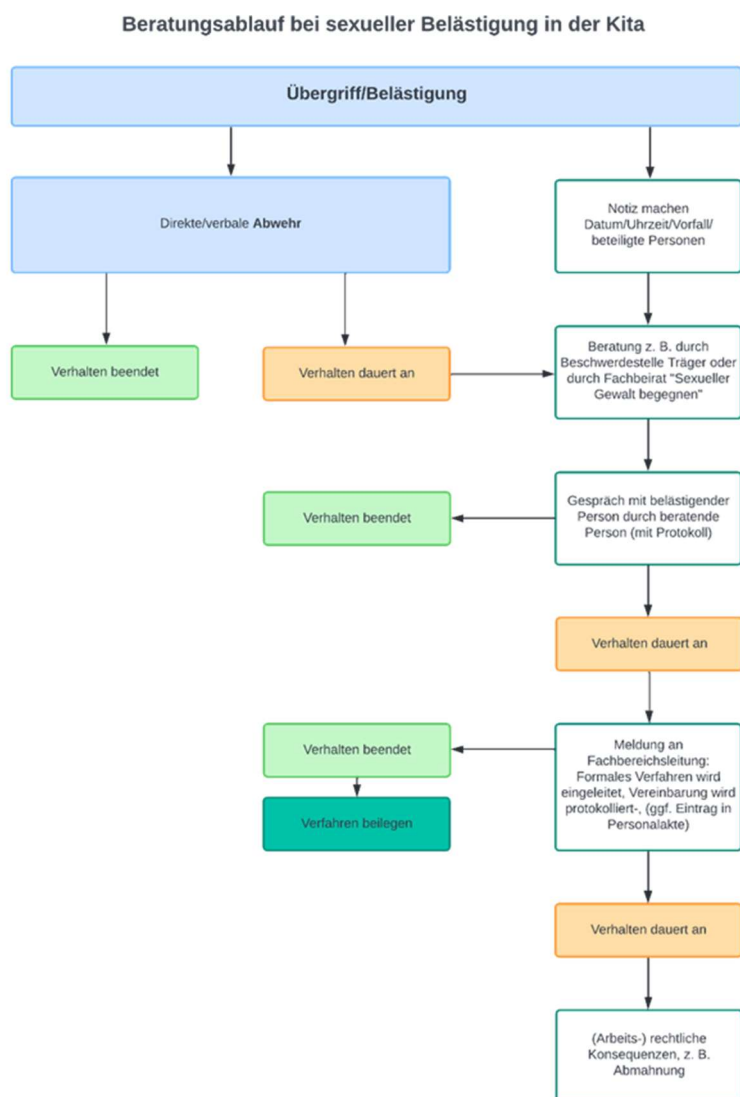 Beratungsablauf bei sexueller Belästigung in der Kita
Übergriff/Belästigung
Direkte/verbale Abwehr
Notiz machen
Datum/Uhrzeit/Vorfall/
beteiligte Personen
Verhalten beendet
Verhalten dauert an
Beratung z. B. durch
Beschwerdestelle Träger oder
durch Fachbeirat "Sexueller
Gewalt begegnen"
Verhalten beendet
Gespräch mit belästigender
Person durch beratende
Person (mit Protokoll)
Verhalten dauert an
Verhalten beendet
Meldung an
Fachbereichsleitung:
Formales Verfahren wird
eingeleitet, Vereinbarung wird
protokolliert-, (ggf. Eintrag in
Personalakte)
Verfahren beilegen
Verhalten dauert an
(Arbeits-) rechtliche
Konsequenzen, z. B.
Abmahnung